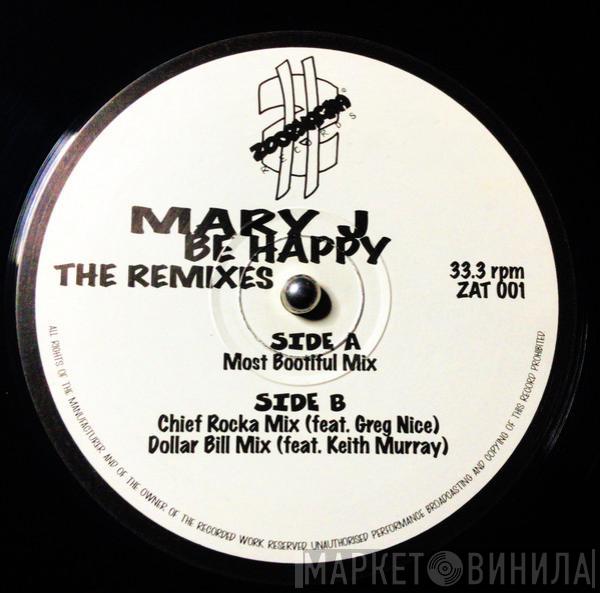 RECORDS
MARY J
BE HAPPY
THE REMIXES
33.3 rpm
ZAT 001
SIDE A
Most Bootiful Mix
SIDE B
Chief Rocka Mix (feat. Greg Nice)
Dollar Bill Mix (feat. Keith Murray)
ALL RIGHTS OF THE MANUFACTURER AND OF THE OWNER OF THE RECORDED WORK RESERVED. UNAUTHORISED PERFORMANCE BROADCASTING AND COPYING OF THIS RECORD PROHIBITED
МАРКЕТ ВИНИЛА